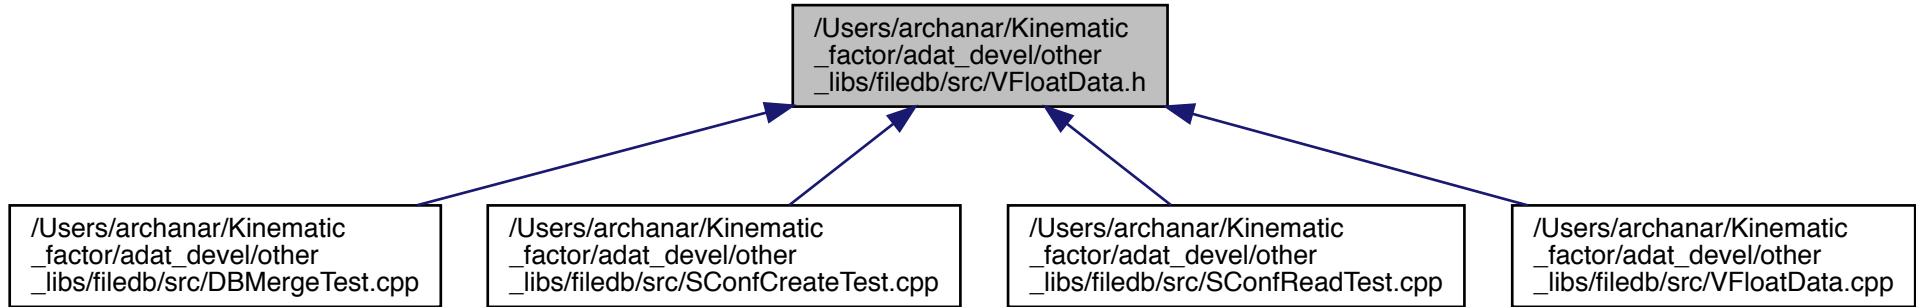 /Users/archanar/Kinematic
_factor/adat_devel/other
_libs/filedb/src/VFloatData.h
/Users/archanar/Kinematic
_factor/adat_devel/other
_libs/filedb/src/DBMergeTest.cpp
/Users/archanar/Kinematic
_factor/adat_devel/other
_libs/filedb/src/SConfCreateTest.cpp
/Users/archanar/Kinematic
_factor/adat_devel/other
_libs/filedb/src/SConfReadTest.cpp
/Users/archanar/Kinematic
_factor/adat_devel/other
_libs/filedb/src/VFloatData.cpp